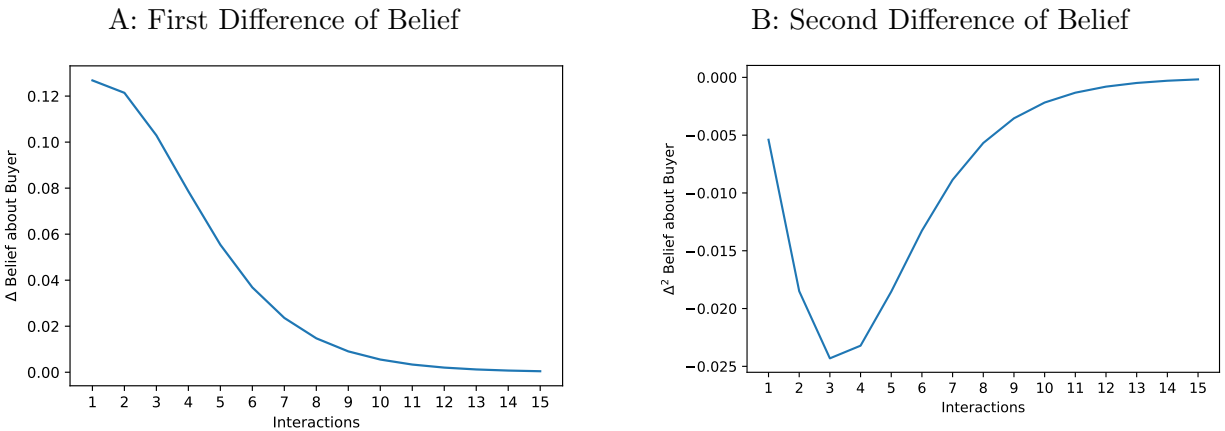 A: First Difference of Belief
0.12
0.10
0.08
0.06
0.04
0.02
0.00
Δ Belief about Buyer
1 2 3 4 5 6 7 8 9 10 11 12 13 14 15
Interactions
B: Second Difference of Belief
0.000
−0.005
−0.010
−0.015
−0.020
−0.025
Δ² Belief about Buyer
1 2 3 4 5 6 7 8 9 10 11 12 13 14 15
Interactions